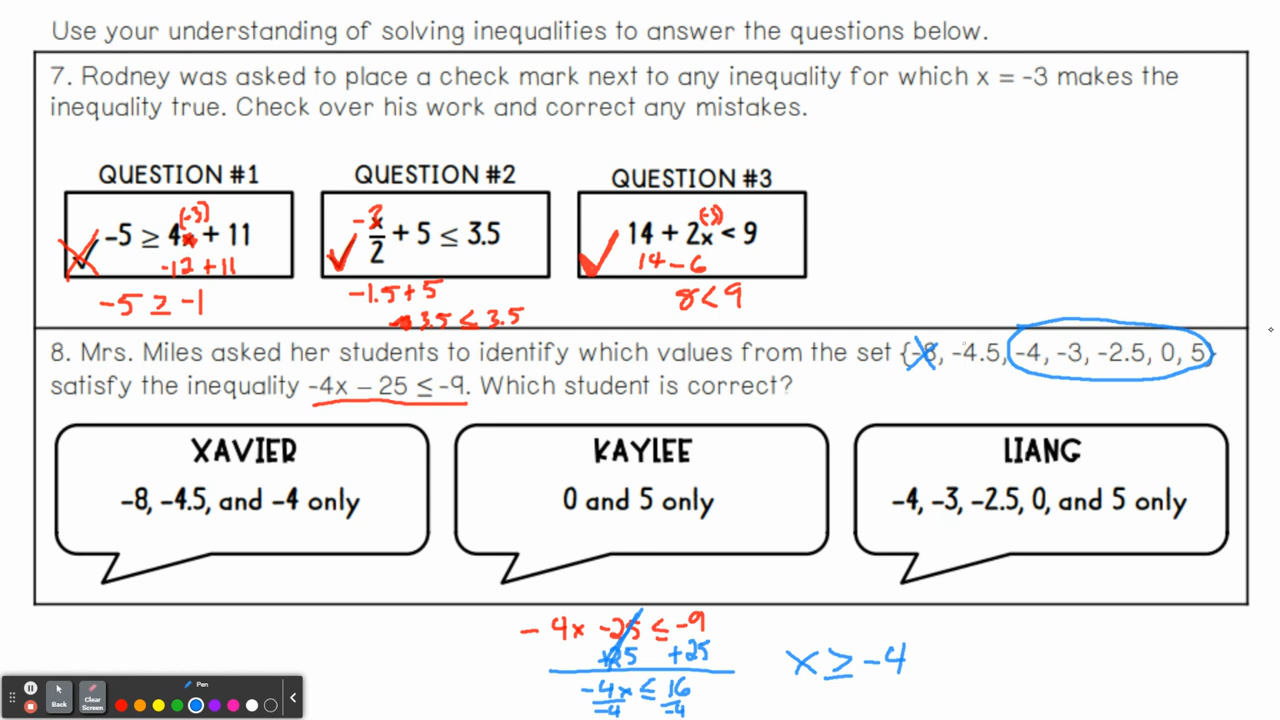 Use your understanding of solving inequalities to answer the questions below.
7. Rodney was asked to place a check mark next to any inequality for which x = -3 makes the
inequality true. Check over his work and correct any mistakes.
QUESTION #1
QUESTION #2
QUESTION #3
(-3)
-5 ≥ 4x + 11
-12 + 11
-5 ≥ -1
-3
x/2 + 5 ≤ 3.5
-1.5 + 5
3.5 ≤ 3.5
(-3)
14 + 2x < 9
14 - 6
8 < 9
8. Mrs. Miles asked her students to identify which values from the set {-8, -4.5, -4, -3, -2.5, 0, 5}
satisfy the inequality -4x – 25 ≤ -9. Which student is correct?
XAVIER
-8, -4.5, and -4 only
KAYLEE
0 and 5 only
LIANG
-4, -3, -2.5, 0, and 5 only
-4x -25 ≤ -9
+25 +25
-4x ≤ 16
-4 -4
x ≥ -4
Back
Clear
Screen
Pen